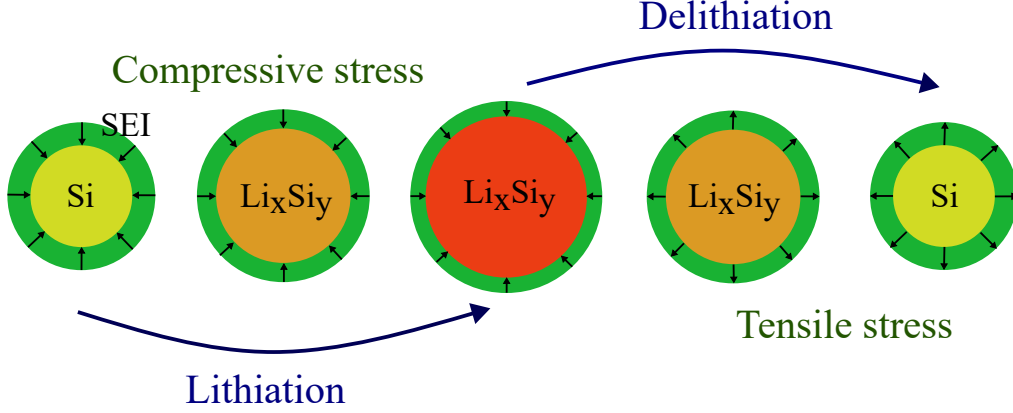 Delithiation
Compressive stress
SEI
Si
LixSiy
LixSiy
LixSiy
Si
Tensile stress
Lithiation